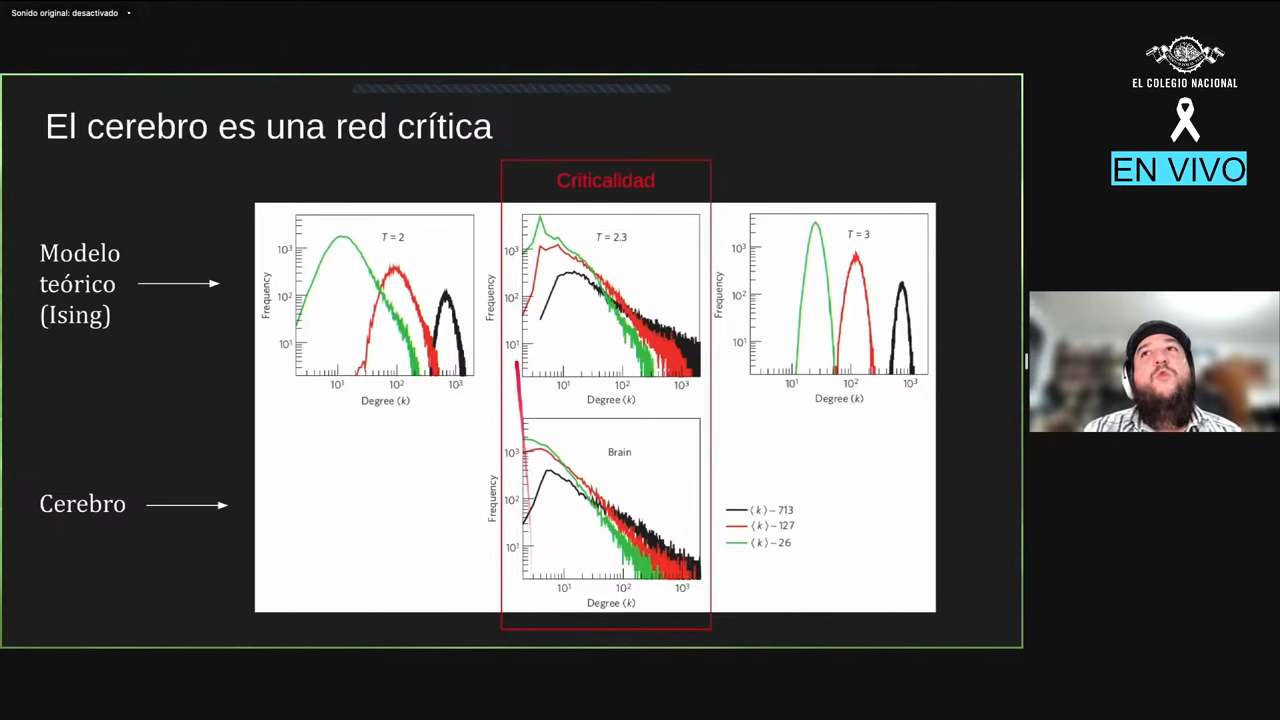 Sonido original: desactivado
EL COLEGIO NACIONAL
EN VIVO
El cerebro es una red crítica
Criticalidad
Modelo
teórico
(Ising)
Cerebro
T = 2
10³
10²
10¹
Frequency
10¹ 10² 10³
Degree (k)
T = 2.3
10³
10²
10¹
Frequency
10¹ 10² 10³
Degree (k)
T = 3
10³
10²
10¹
Frequency
10¹ 10² 10³
Degree (k)
Brain
10³
10²
10¹
Frequency
10¹ 10² 10³
Degree (k)
⟨k⟩ ~ 713
⟨k⟩ ~ 127
⟨k⟩ ~ 26